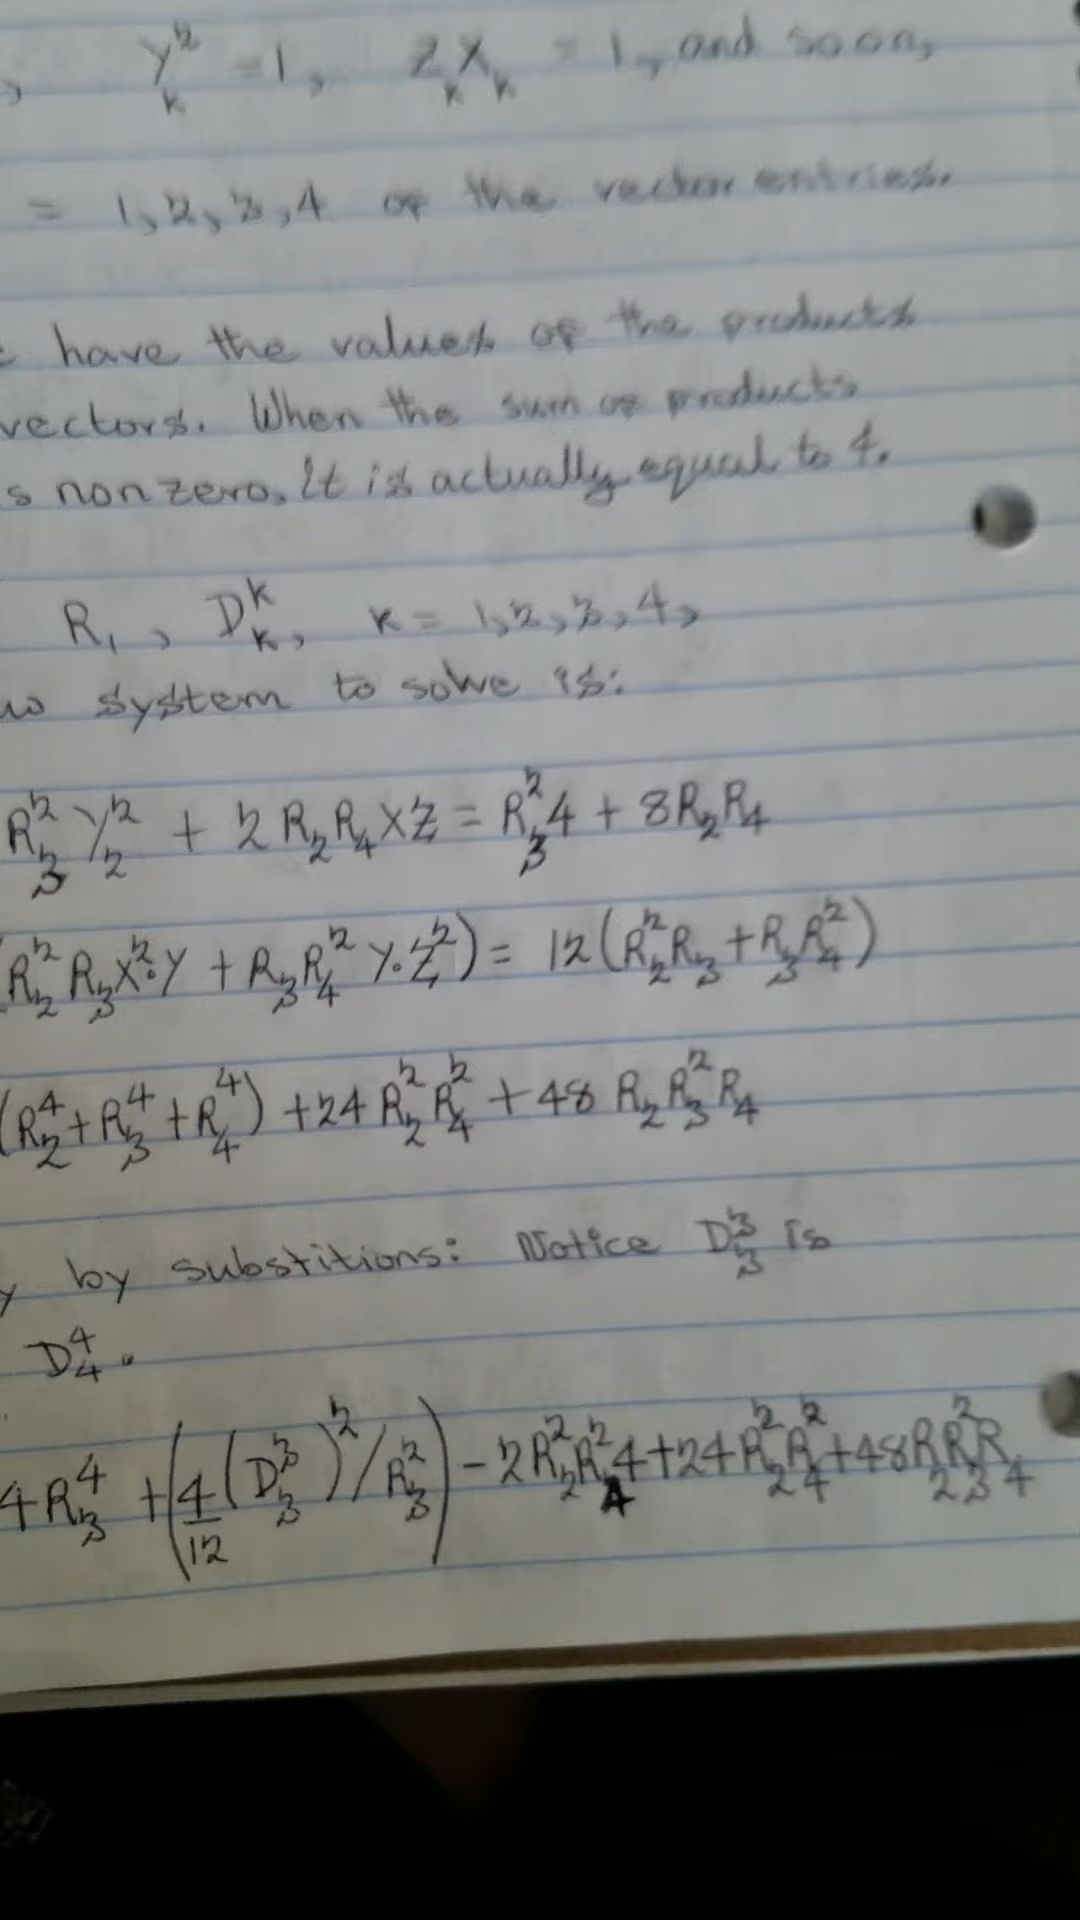 , Y_k^2 = 1, Z_k X_k = 1, and so on,
= 1, 2, 3, 4 of the vector entries.
have the values of the products
vectors. When the sum of products
s nonzero, It is actually equal to 4.
R_1, D_k^k, k = 1, 2, 3, 4,
w system to solve is:
R_3^2 Y_2^2 + 2 R_2 R_4 XZ = R_3^2 4 + 8 R_2 R_4
R_2^2 R_3 X^2·Y + R_3 R_4^2 Y·Z^2) = 12 (R_2^2 R_3 + R_3 R_4^2)
(R_2^4 + R_3^4 + R_4^4) + 24 R_2^2 R_4^2 + 48 R_2 R_3^2 R_4
y by substitions: Notice D_3^3 is
D_4^4.
4 R_3^4 + (4/12 (D_3^3)^2 / R_3^2) - 2 R_2^2 R_4^2 4 + 24 R_2^2 R_4^2 + 48 R_2 R_3^2 R_4